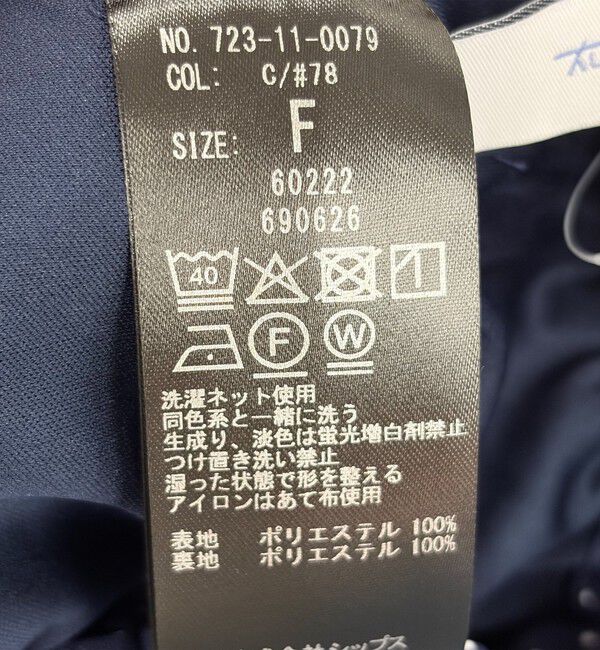 NO. 723-11-0079
COL: C/#78
SIZE: F
60222
690626
40
F W
洗濯ネット使用
同色系と一緒に洗う
生成り、淡色は蛍光増白剤禁止
つけ置き洗い禁止
湿った状態で形を整える
アイロンはあて布使用
表地 ポリエステル 100%
裏地 ポリエステル 100%
シップス